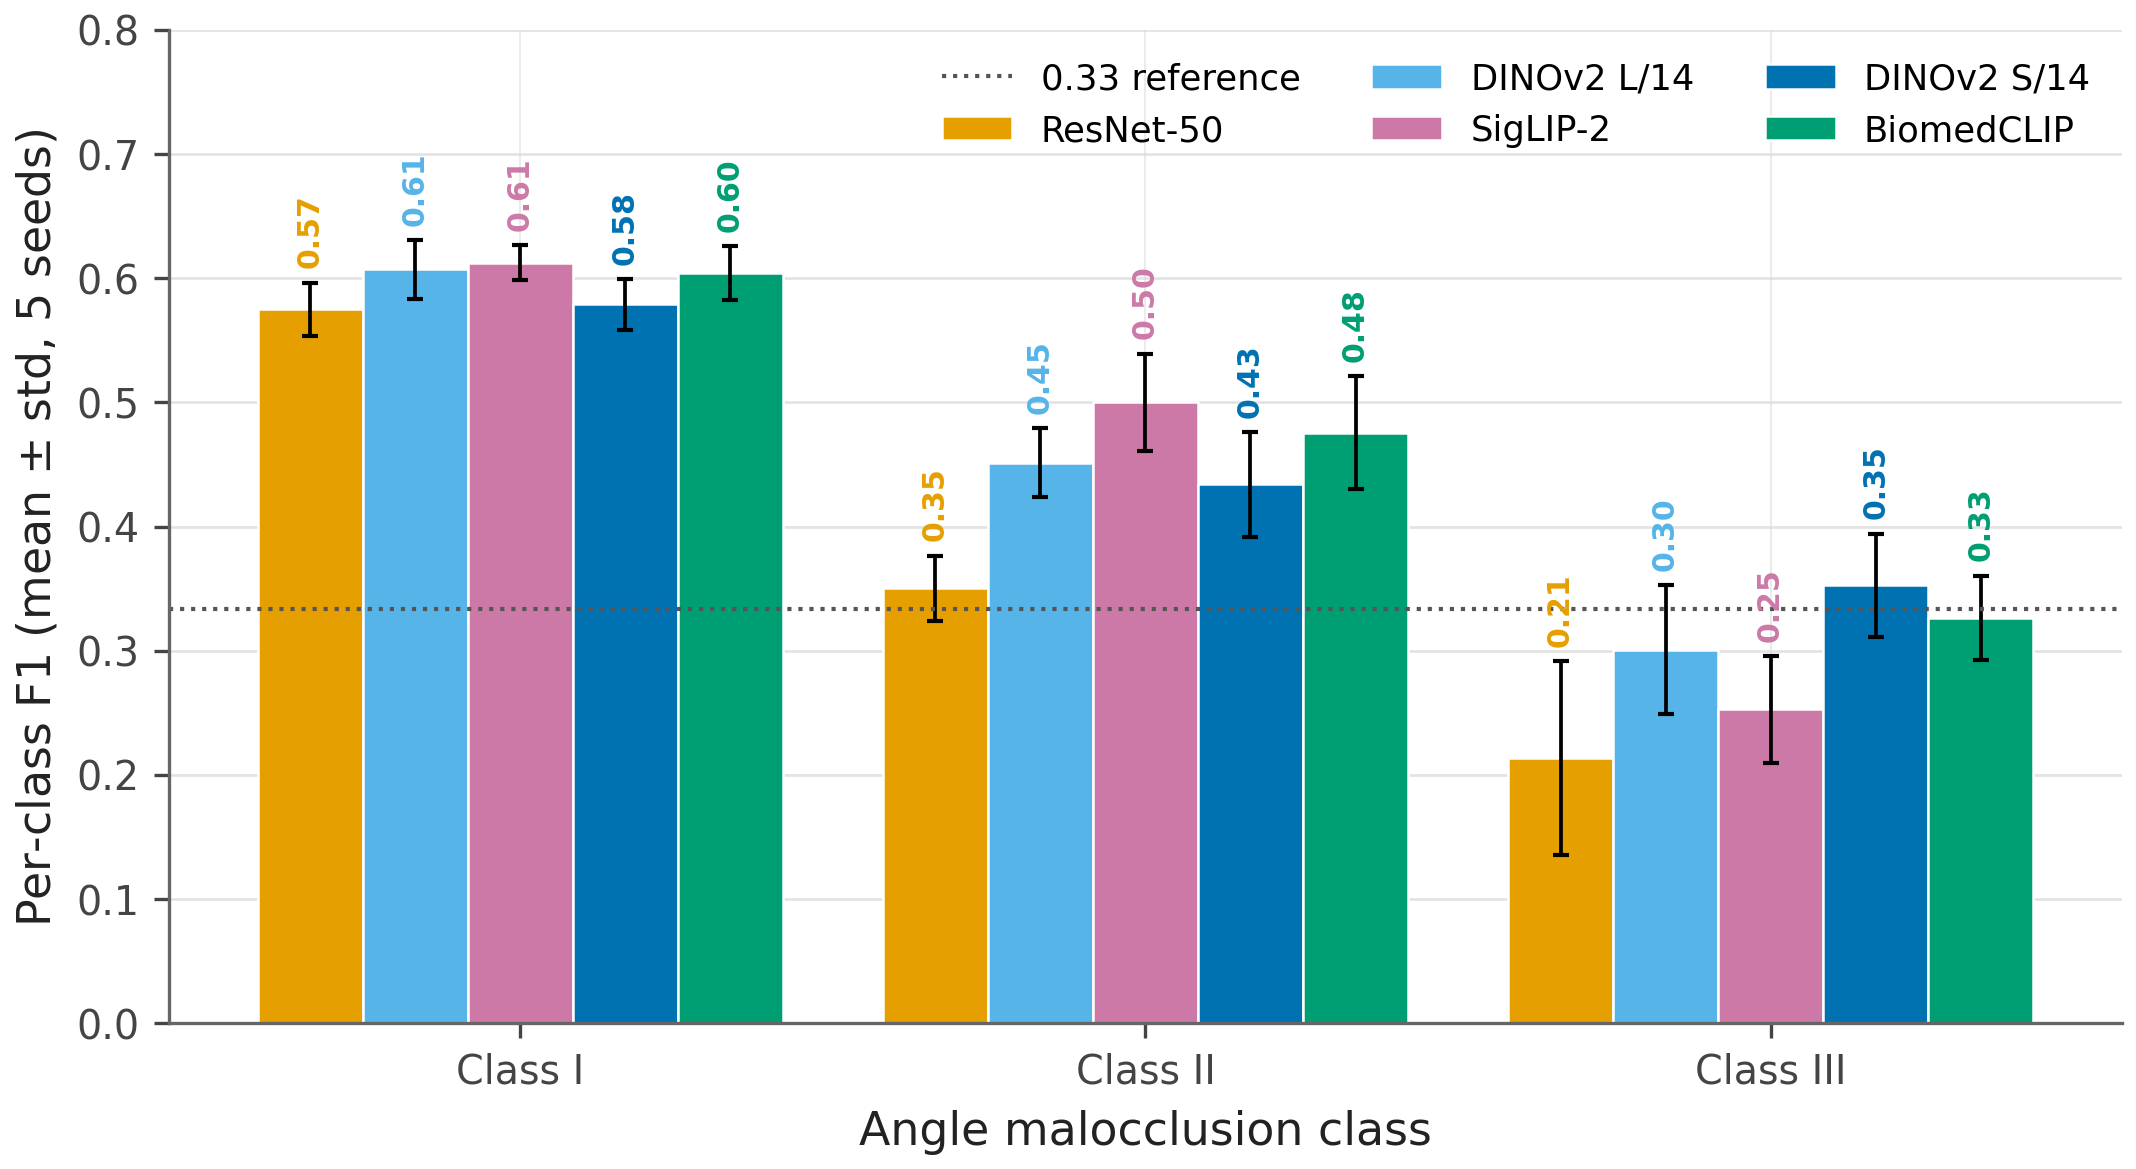 Per-class F1 (mean ± std, 5 seeds)
0.8
0.7
0.6
0.5
0.4
0.3
0.2
0.1
0.0
0.33 reference
ResNet-50
DINOv2 L/14
SigLIP-2
DINOv2 S/14
BiomedCLIP
0.57
0.61
0.61
0.58
0.60
0.35
0.45
0.50
0.43
0.48
0.21
0.30
0.25
0.35
0.33
Class I
Class II
Class III
Angle malocclusion class